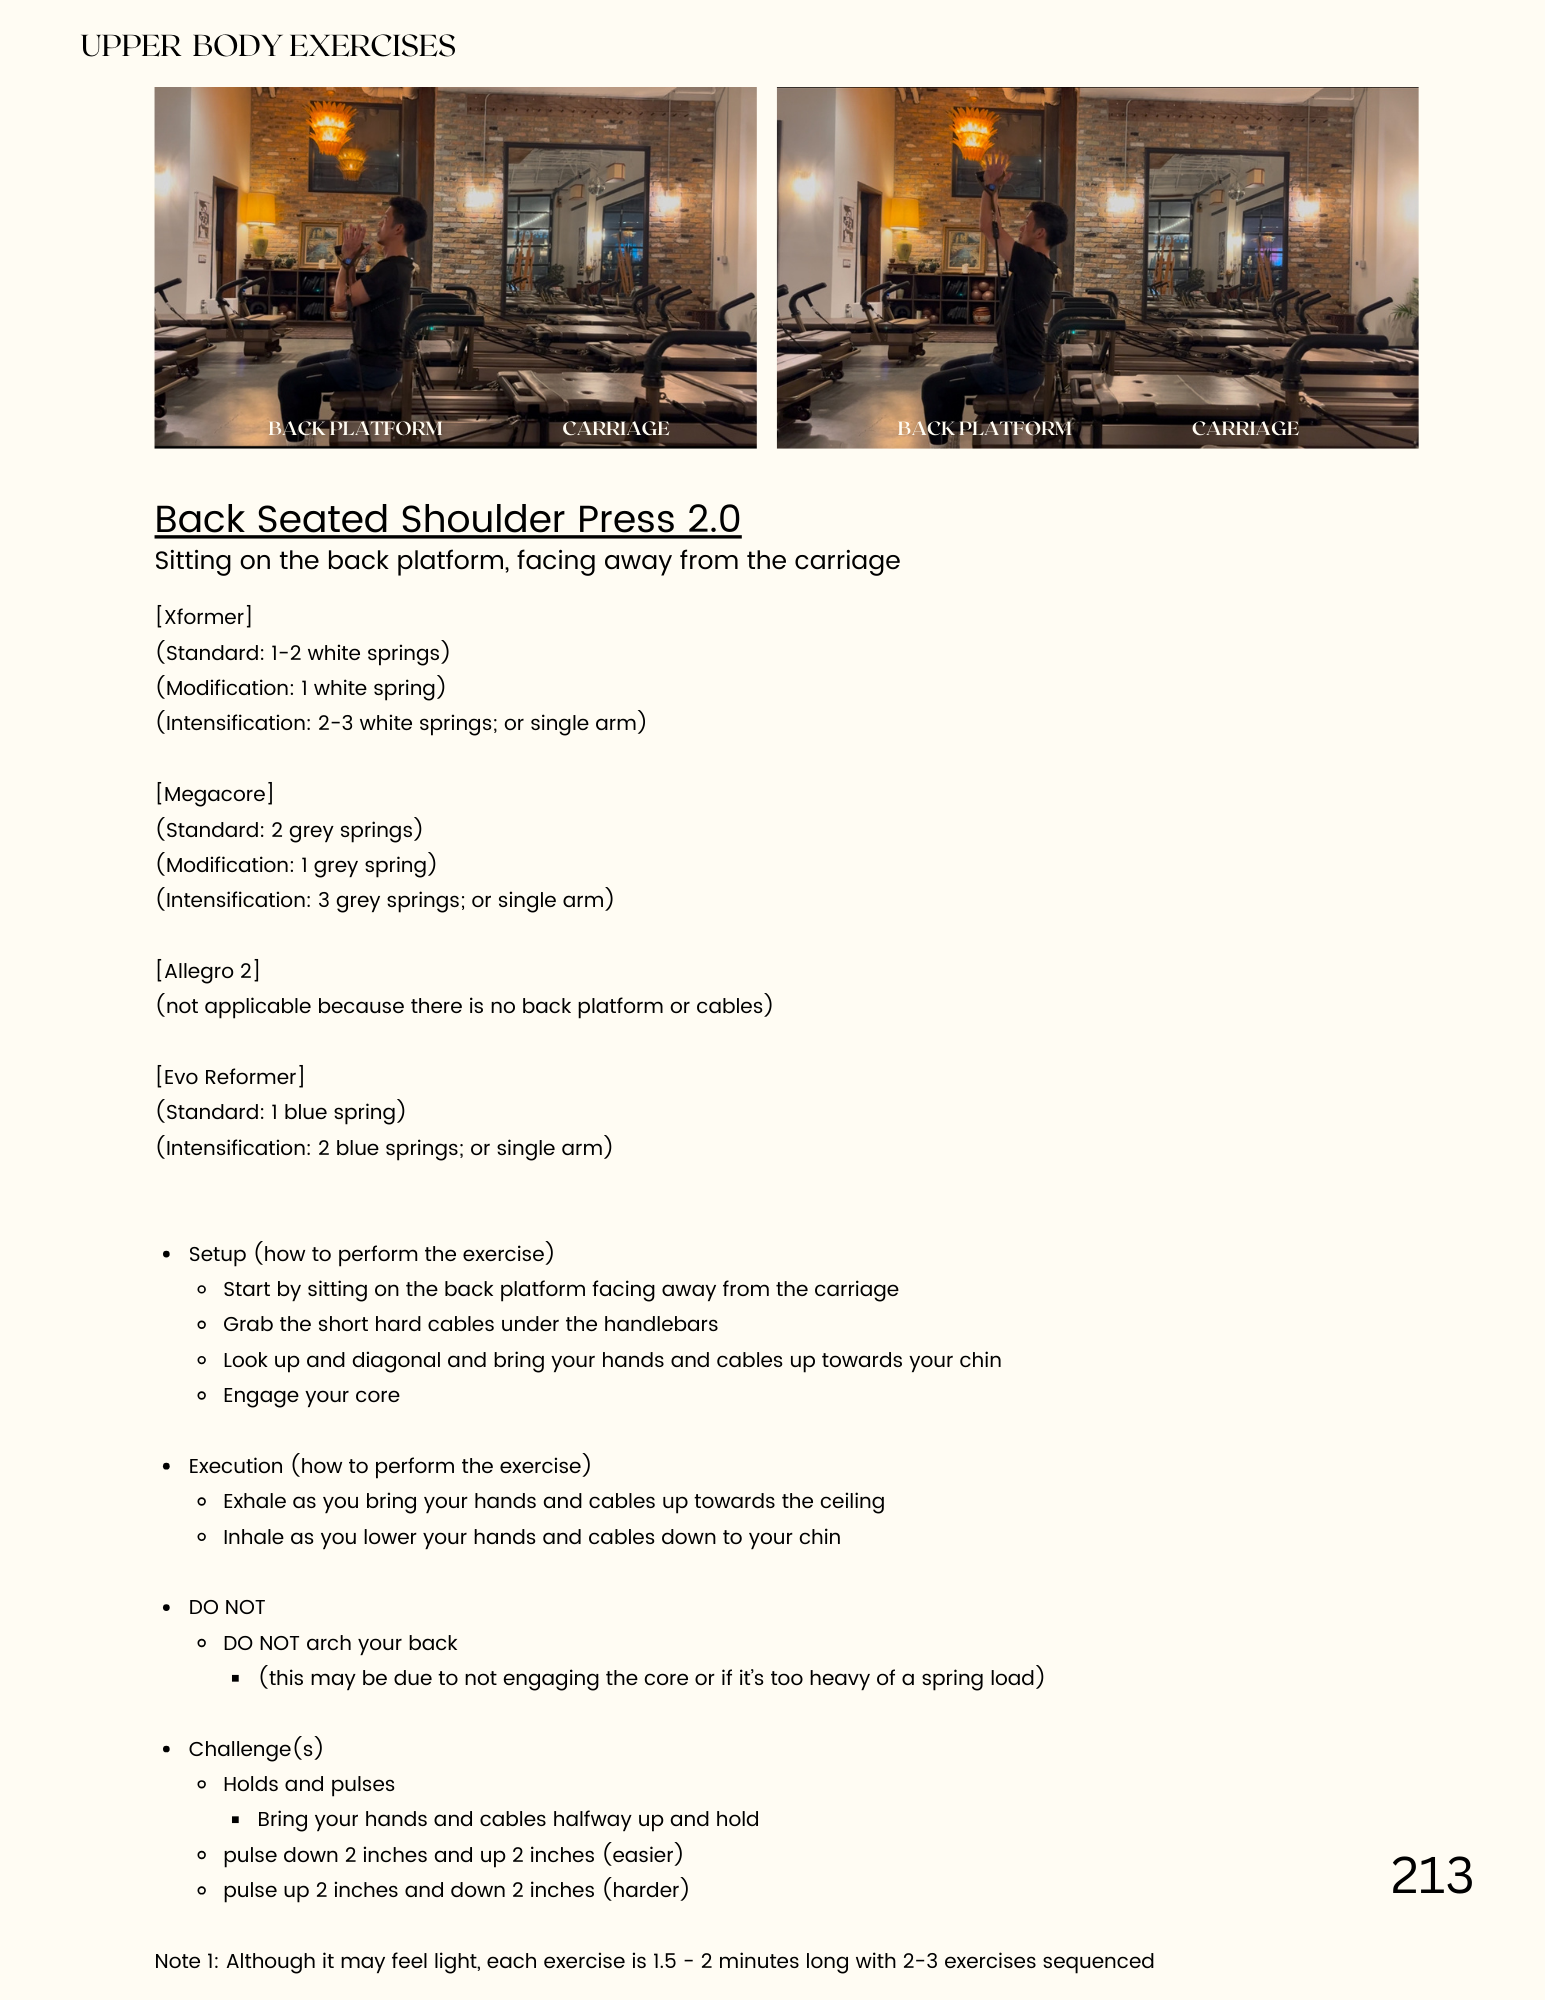 UPPER BODY EXERCISES
BACK PLATFORM
CARRIAGE
BACK PLATFORM
CARRIAGE
Back Seated Shoulder Press 2.0
Sitting on the back platform, facing away from the carriage
[Xformer]
(Standard: 1-2 white springs)
(Modification: 1 white spring)
(Intensification: 2-3 white springs; or single arm)
[Megacore]
(Standard: 2 grey springs)
(Modification: 1 grey spring)
(Intensification: 3 grey springs; or single arm)
[Allegro 2]
(not applicable because there is no back platform or cables)
[Evo Reformer]
(Standard: 1 blue spring)
(Intensification: 2 blue springs; or single arm)
• Setup (how to perform the exercise)
◦ Start by sitting on the back platform facing away from the carriage
◦ Grab the short hard cables under the handlebars
◦ Look up and diagonal and bring your hands and cables up towards your chin
◦ Engage your core
• Execution (how to perform the exercise)
◦ Exhale as you bring your hands and cables up towards the ceiling
◦ Inhale as you lower your hands and cables down to your chin
• DO NOT
◦ DO NOT arch your back
▪ (this may be due to not engaging the core or if it’s too heavy of a spring load)
• Challenge(s)
◦ Holds and pulses
▪ Bring your hands and cables halfway up and hold
◦ pulse down 2 inches and up 2 inches (easier)
◦ pulse up 2 inches and down 2 inches (harder)
213
Note 1: Although it may feel light, each exercise is 1.5 - 2 minutes long with 2-3 exercises sequenced